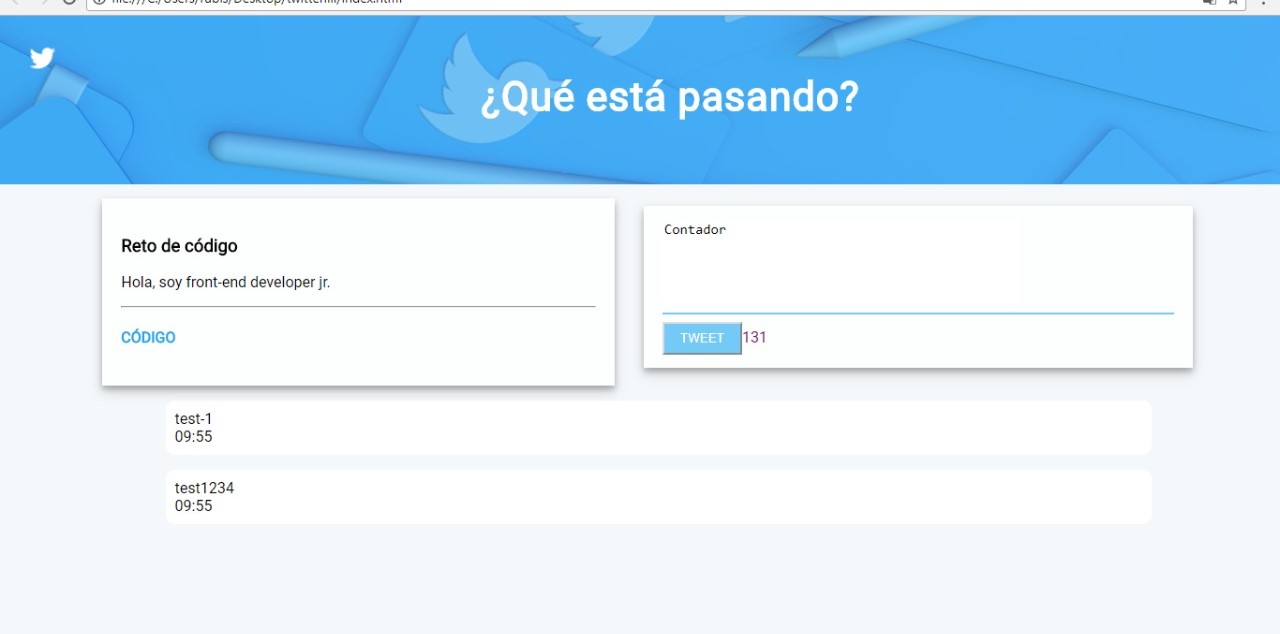 ¿Qué está pasando?
Reto de código
Hola, soy front-end developer jr.
CÓDIGO
Contador
TWEET 131
test-1
09:55
test1234
09:55